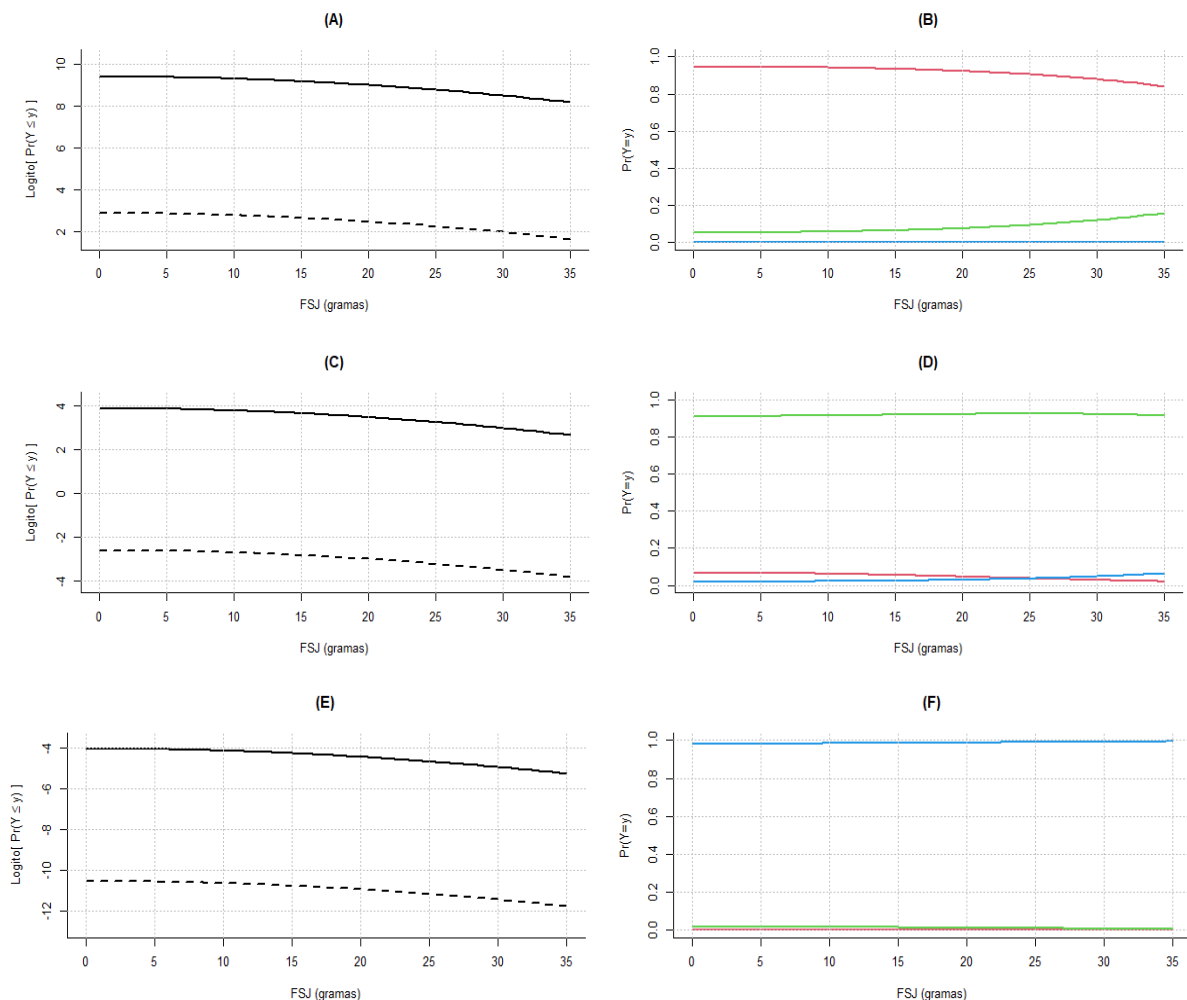 (A)
Logito[ Pr(Y ≤ y) ]
10
8
6
4
2
0 5 10 15 20 25 30 35
FSJ (gramas)
(B)
Pr(Y=y)
1.0
0.8
0.6
0.4
0.2
0.0
0 5 10 15 20 25 30 35
FSJ (gramas)
(C)
Logito[ Pr(Y ≤ y) ]
4
2
0
-2
-4
0 5 10 15 20 25 30 35
FSJ (gramas)
(D)
Pr(Y=y)
1.0
0.8
0.6
0.4
0.2
0.0
0 5 10 15 20 25 30 35
FSJ (gramas)
(E)
Logito[ Pr(Y ≤ y) ]
-4
-6
-8
-10
-12
0 5 10 15 20 25 30 35
FSJ (gramas)
(F)
Pr(Y=y)
1.0
0.8
0.6
0.4
0.2
0.0
0 5 10 15 20 25 30 35
FSJ (gramas)